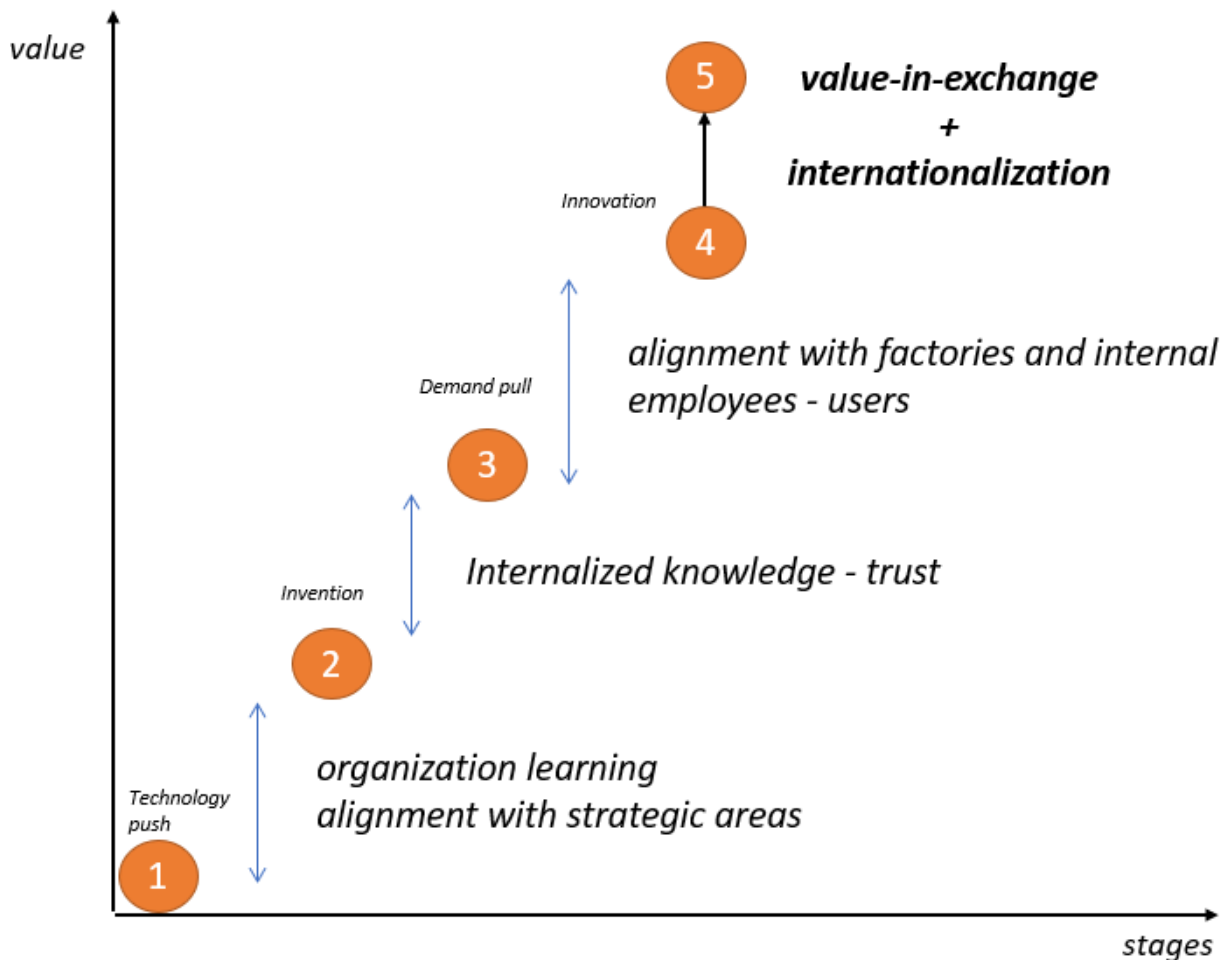 value
5
value-in-exchange
+
internationalization
Innovation
4
alignment with factories and internal
employees - users
Demand pull
3
Internalized knowledge - trust
Invention
2
organization learning
alignment with strategic areas
Technology
push
1
stages